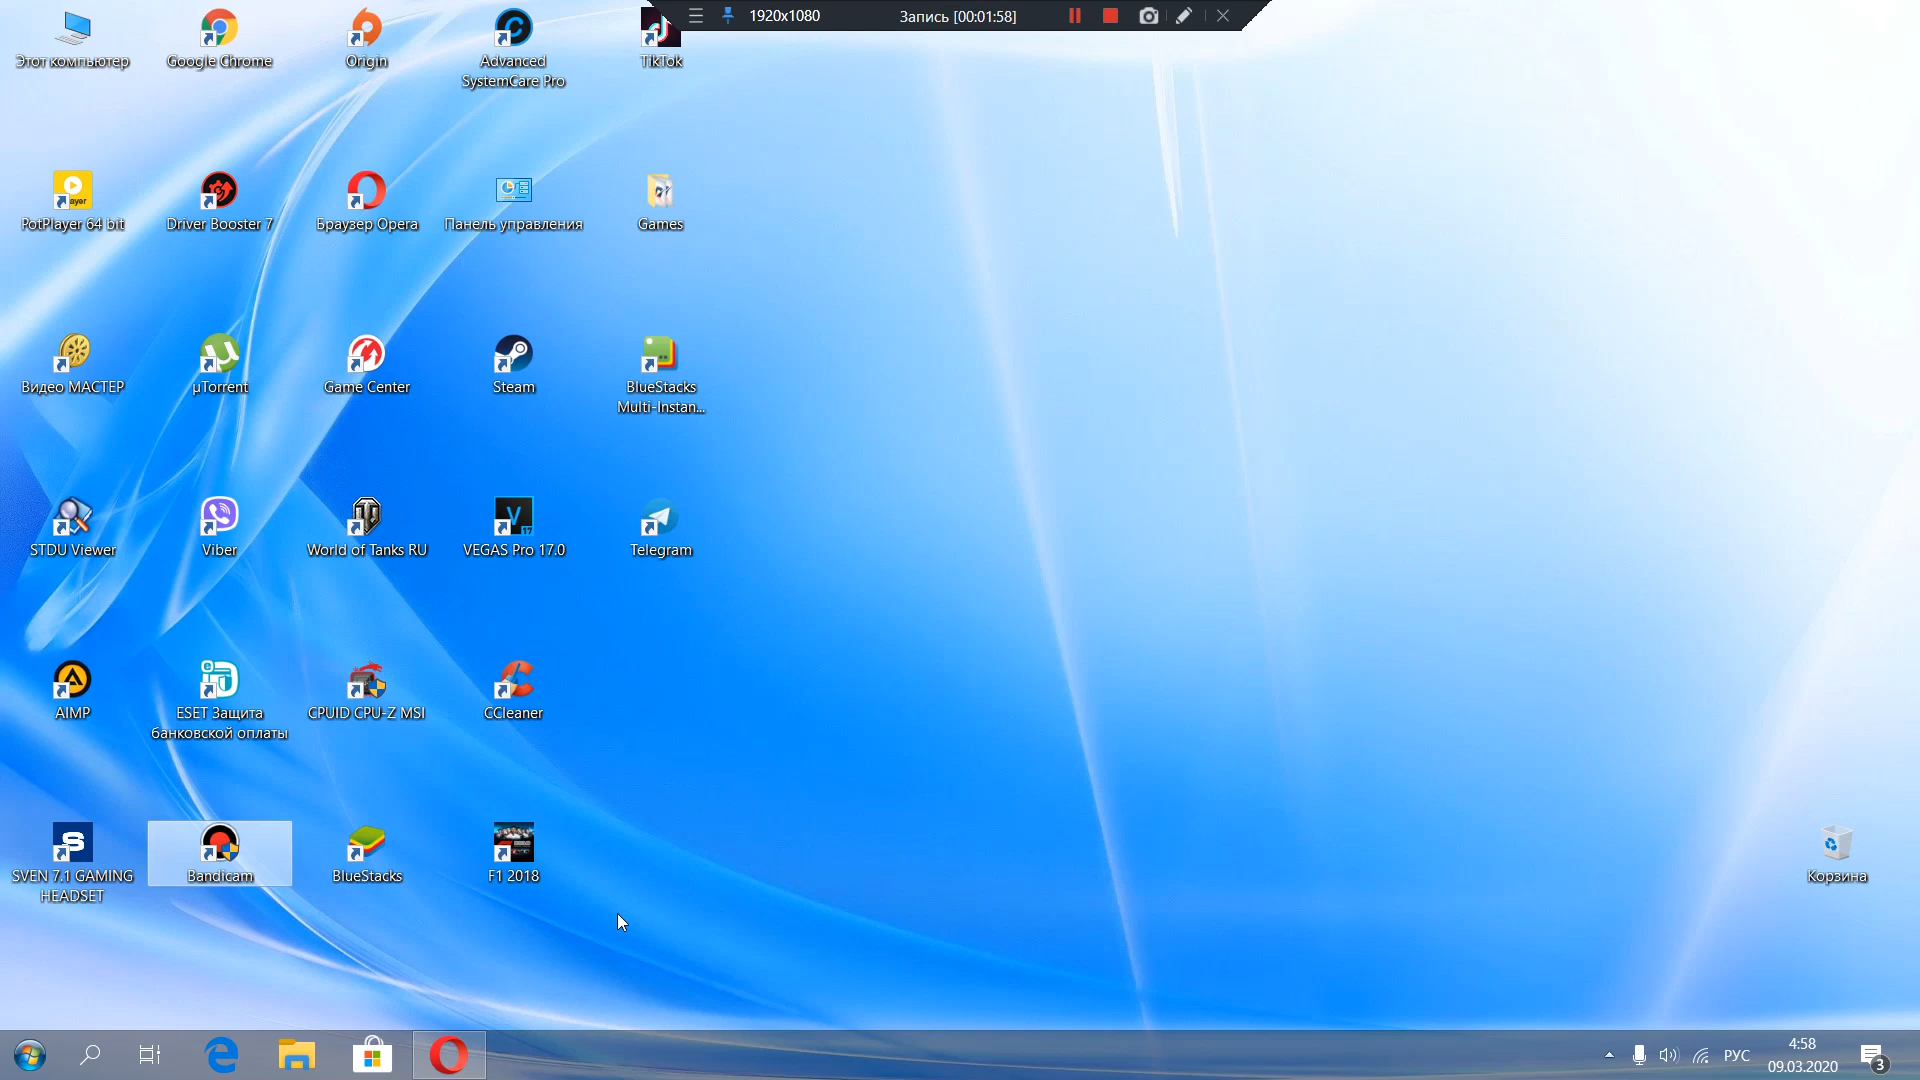 1920x1080
Запись [00:01:58]
Этот компьютер
Google Chrome
Origin
Advanced
SystemCare Pro
TikTok
PotPlayer 64 bit
Driver Booster 7
Браузер Opera
Панель управления
Games
Видео МАСТЕР
µTorrent
Game Center
Steam
BlueStacks
Multi-Instan...
STDU Viewer
Viber
World of Tanks RU
VEGAS Pro 17.0
Telegram
AIMP
ESET Защита
банковской оплаты
CPUID CPU-Z MSI
CCleaner
SVEN 7.1 GAMING
HEADSET
Bandicam
BlueStacks
F1 2018
Корзина
РУС
4:58
09.03.2020
3